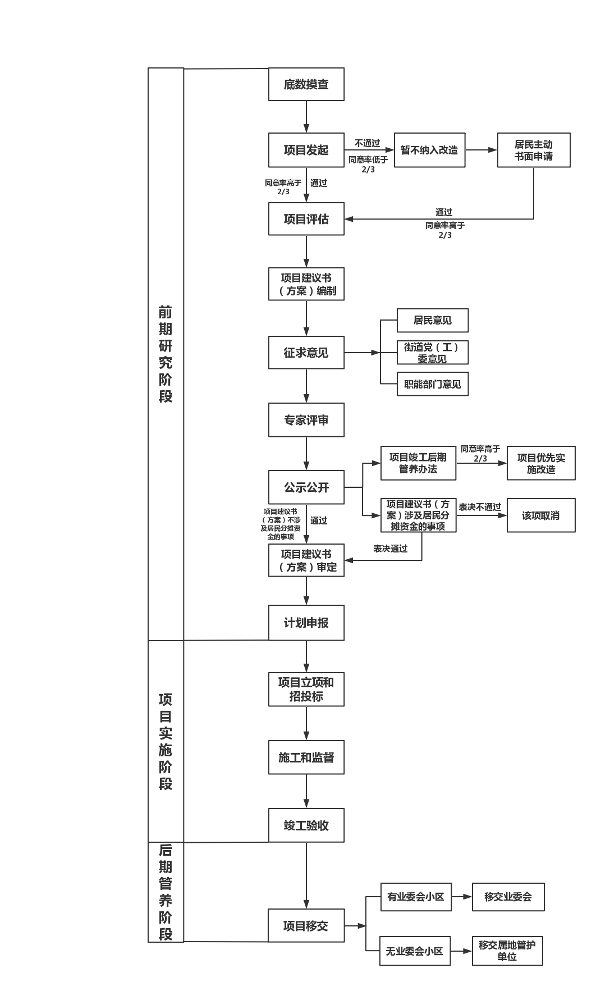 底数摸查
项目发起
不通过
同意率低于
2/3
暂不纳入改造
居民主动
书面申请
同意率高于
2/3
通过
项目评估
通过
同意率高于
2/3
项目建议书
（方案）编制
前
期
研
究
阶
段
征求意见
居民意见
街道党（工）
委意见
职能部门意见
专家评审
公示公开
项目竣工后期
管养办法
同意率高于
2/3
项目优先实
施改造
项目建议书（方
案）涉及居民分
摊资金的事项
表决不通过
该项取消
项目建议书
（方案）不涉
及居民分摊资
金的事项
通过
表决通过
项目建议书
（方案）审定
计划申报
项
目
实
施
阶
段
项目立项和
招投标
施工和监督
竣工验收
后
期
管
养
阶
段
项目移交
有业委会小区
移交业委会
无业委会小区
移交属地管护
单位